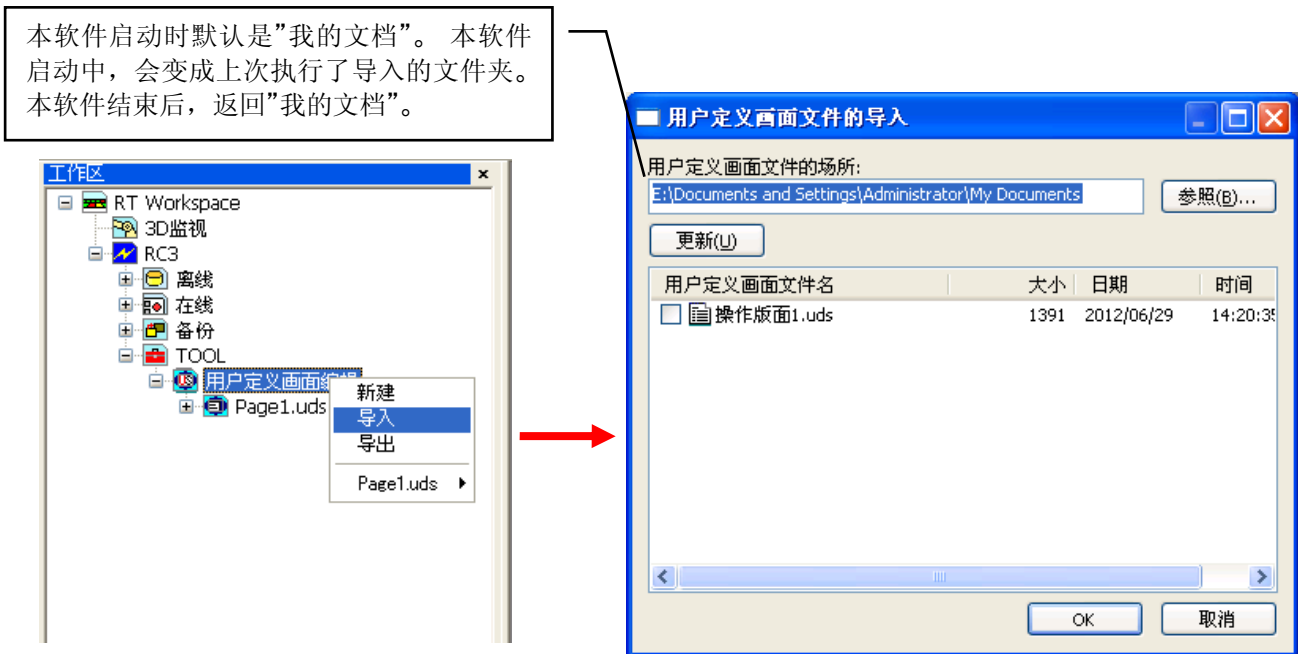 本软件启动时默认是”我的文档”。 本软件
启动中，会变成上次执行了导入的文件夹。
本软件结束后，返回”我的文档”。
工作区
RT Workspace
3D监视
RC3
离线
在线
备份
TOOL
用户定义画面编辑
Page1.uds
新建
导入
导出
Page1.uds
用户定义画面文件的导入
用户定义画面文件的场所:
E:\Documents and Settings\Administrator\My Documents
参照(B)...
更新(U)
用户定义画面文件名 大小 日期 时间
操作版面1.uds 1391 2012/06/29 14:20:35
OK 取消